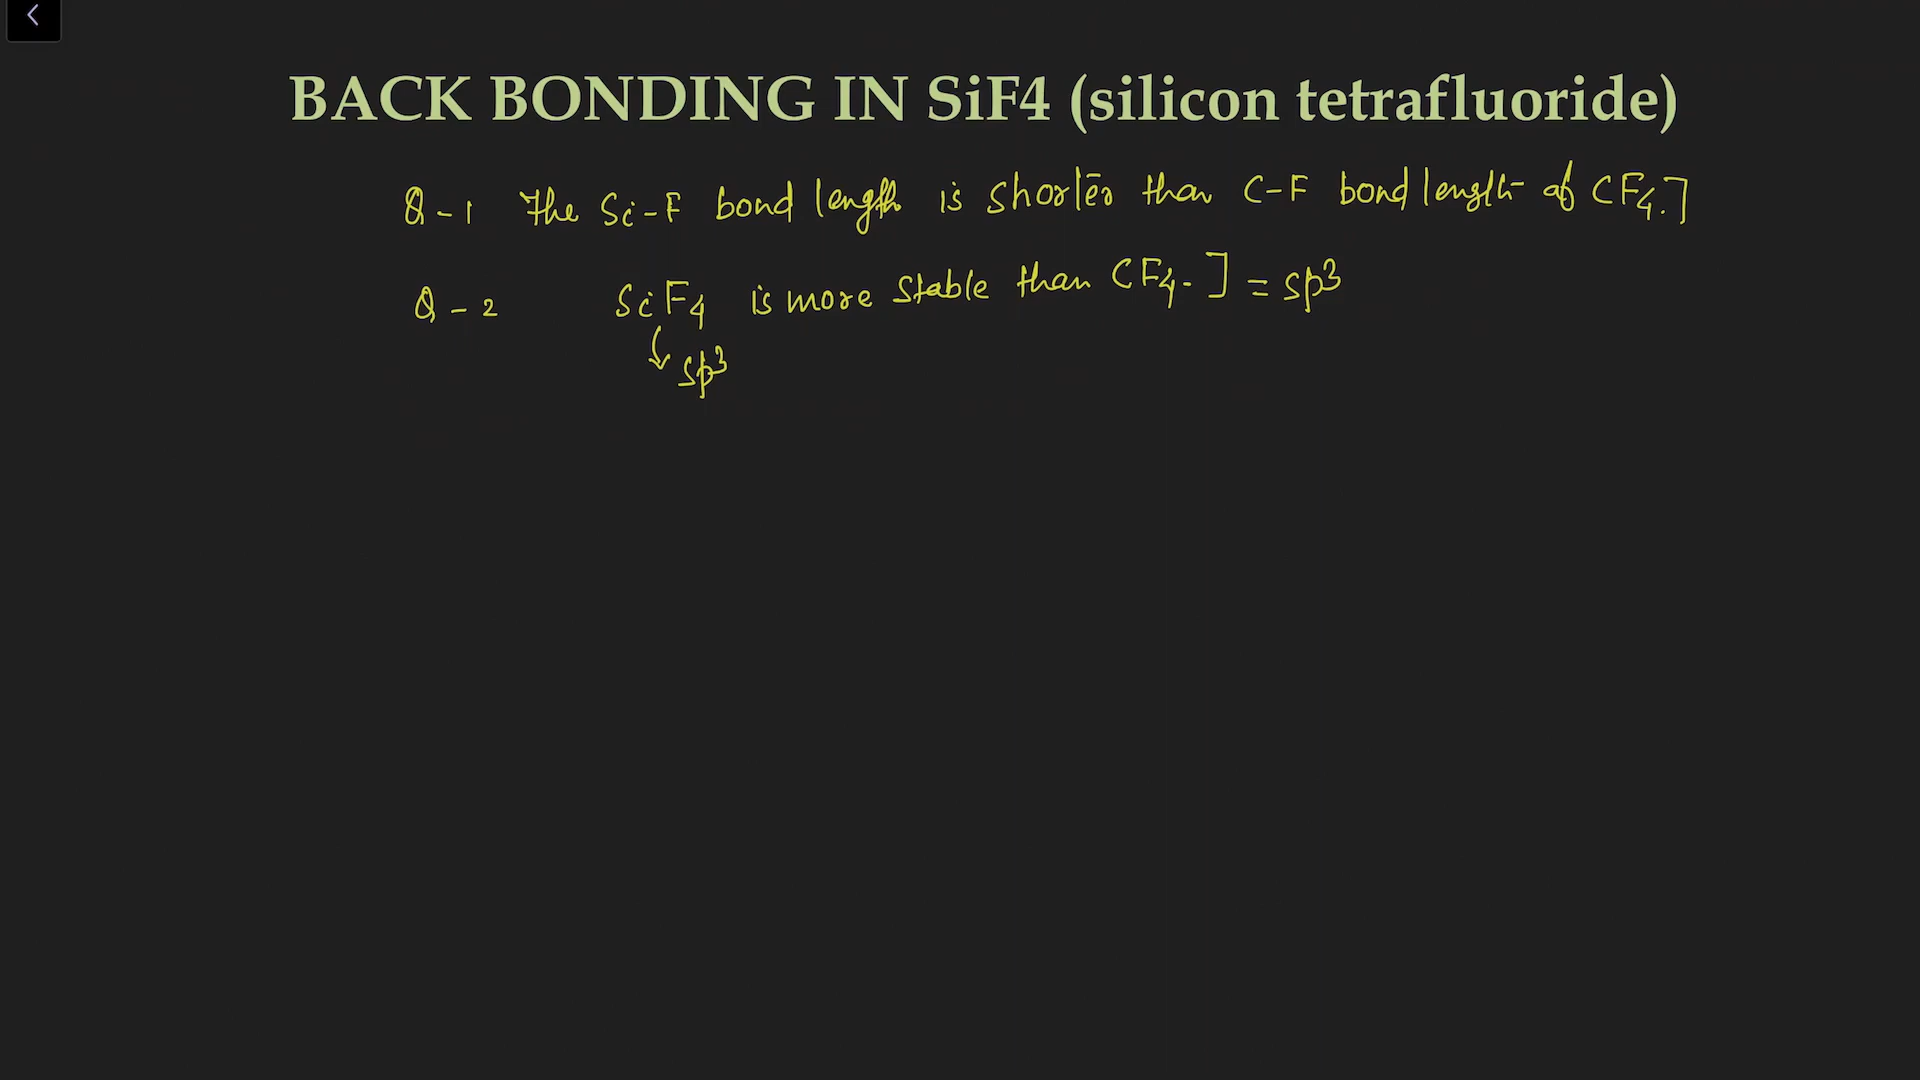 BACK BONDING IN SiF4 (silicon tetrafluoride)
Q-1 The Si-F bond length is shorter than C-F bond length of CF4.]
Q-2 SiF4 is more stable than CF4.] = sp3
sp3